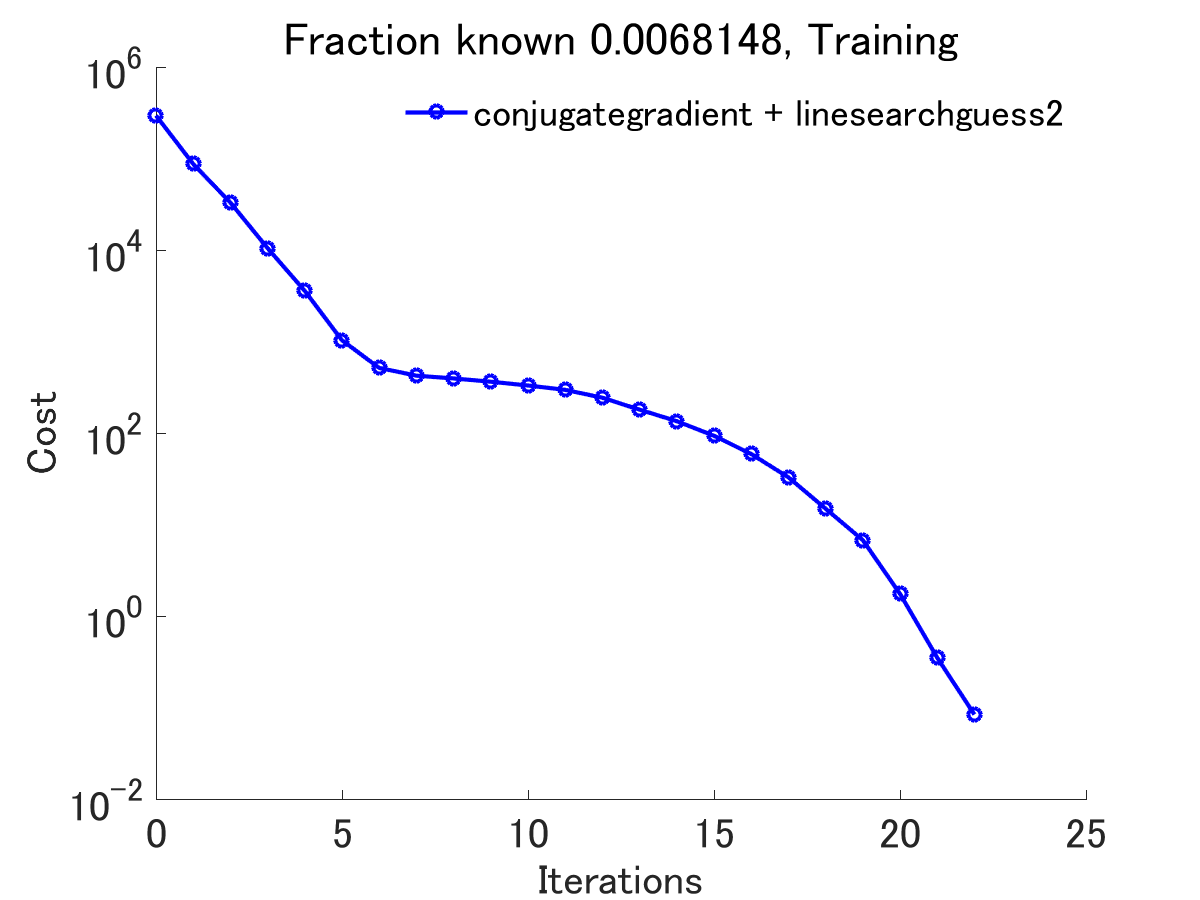 Fraction known 0.0068148, Training
conjugategradient + linesearchguess2
10^6
10^4
10^2
10^0
10^-2
Cost
0 5 10 15 20 25
Iterations